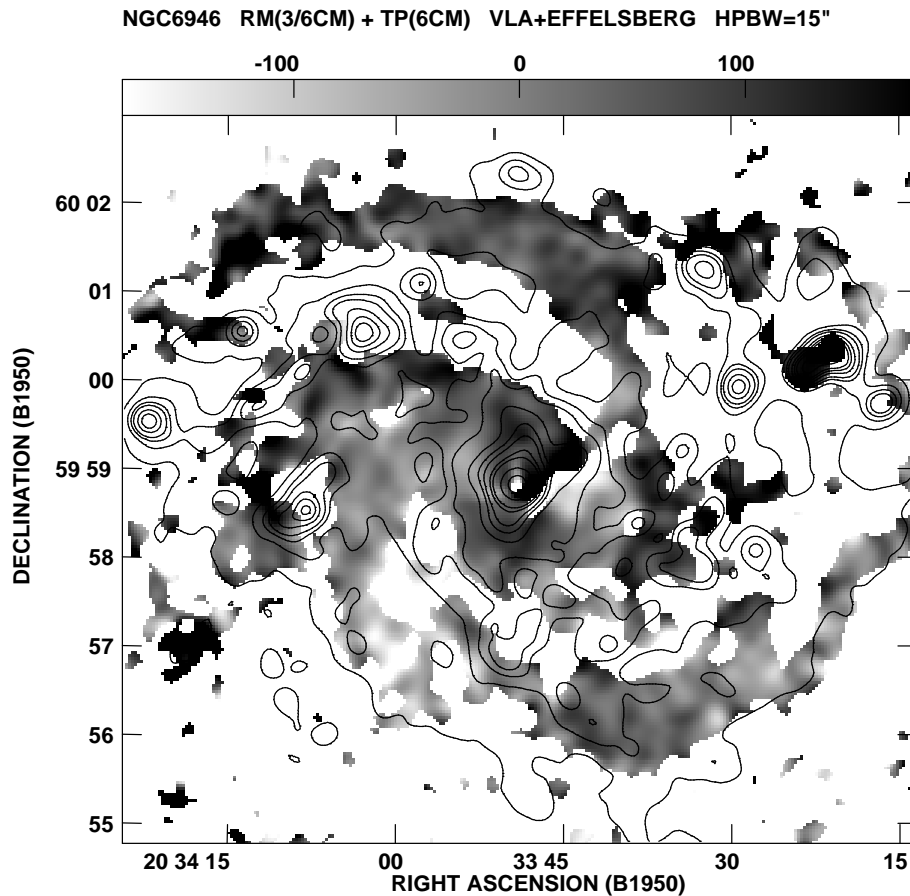 NGC6946 RM(3/6CM) + TP(6CM) VLA+EFFELSBERG HPBW=15"
-100 0 100
DECLINATION (B1950)
60 02
01
00
59 59
58
57
56
55
20 34 15 00 33 45 30 15
RIGHT ASCENSION (B1950)